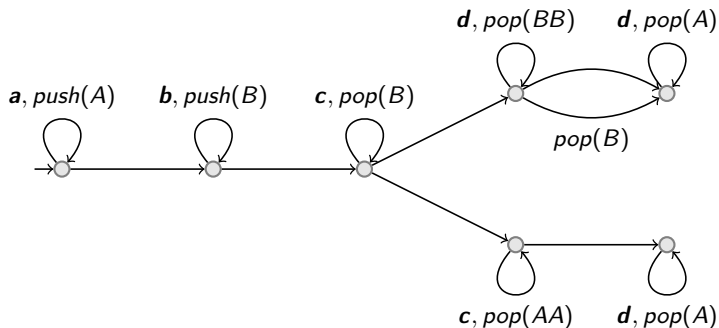 d, pop(BB) d, pop(A)
a, push(A) b, push(B) c, pop(B)
pop(B)
c, pop(AA) d, pop(A)